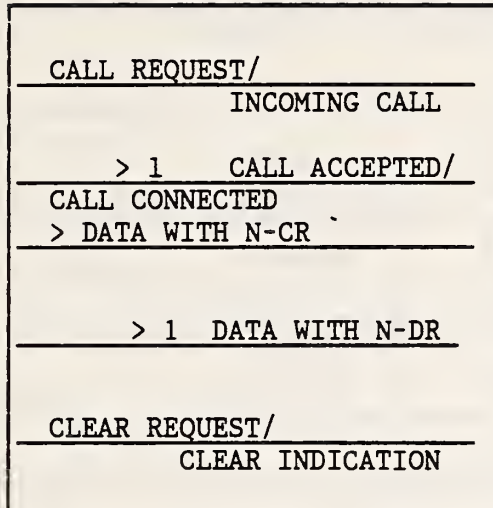 CALL REQUEST/
INCOMING CALL
> 1 CALL ACCEPTED/
CALL CONNECTED
> DATA WITH N-CR
> 1 DATA WITH N-DR
CLEAR REQUEST/
CLEAR INDICATION